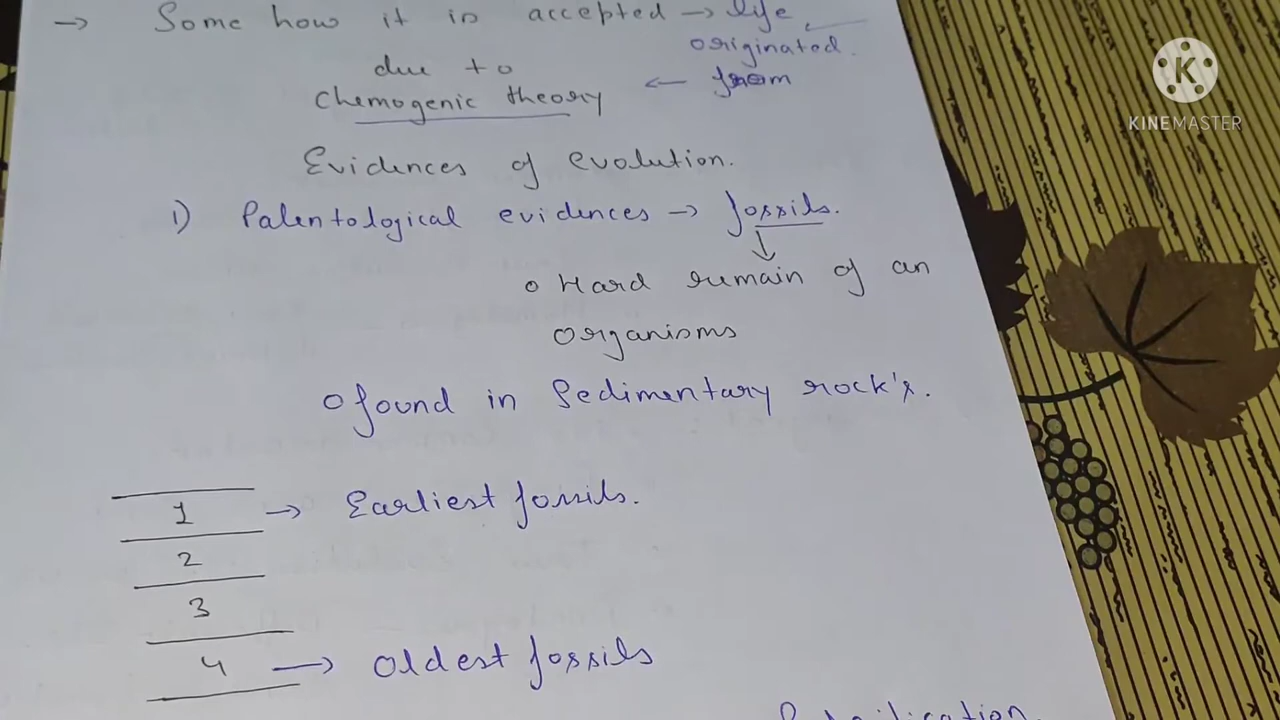 → Some how it is accepted → life
originated.
due to ← from
chemogenic theory
Evidences of evolution.
1) Palentological evidences → fossils.
↓
o Hard remain of an
organisms
o found in Sedimentary rock's.
1 → Earliest fossils.
2
3
4 → Oldest fossils
K
KINEMASTER